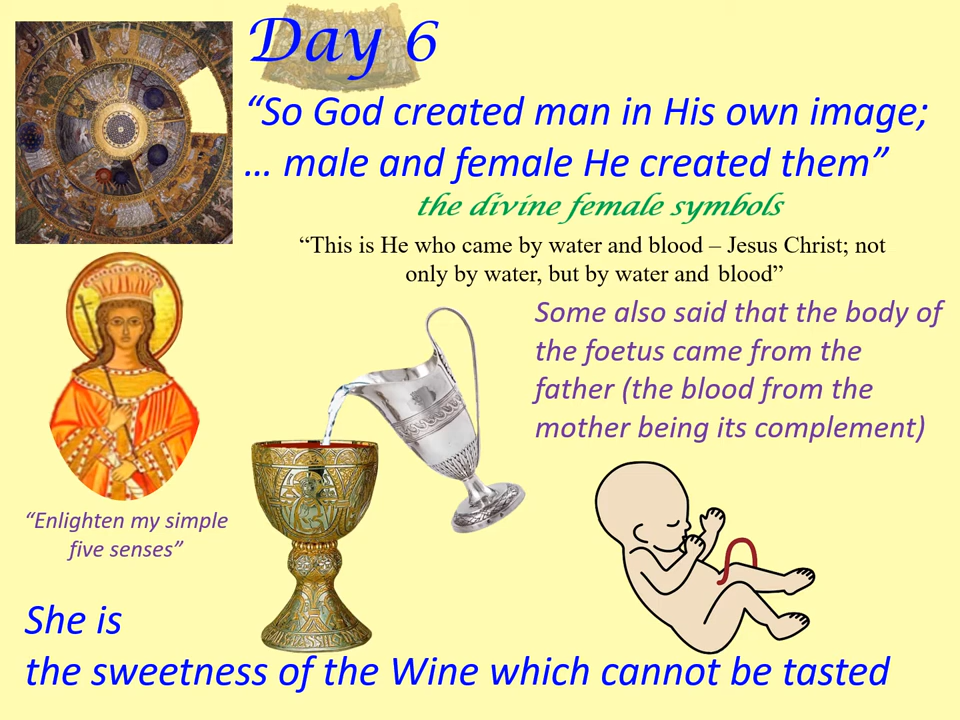 Day 6
“So God created man in His own image;
... male and female He created them”
the divine female symbols
“This is He who came by water and blood – Jesus Christ; not
only by water, but by water and blood”
Some also said that the body of
the foetus came from the
father (the blood from the
mother being its complement)
“Enlighten my simple
five senses”
She is
the sweetness of the Wine which cannot be tasted